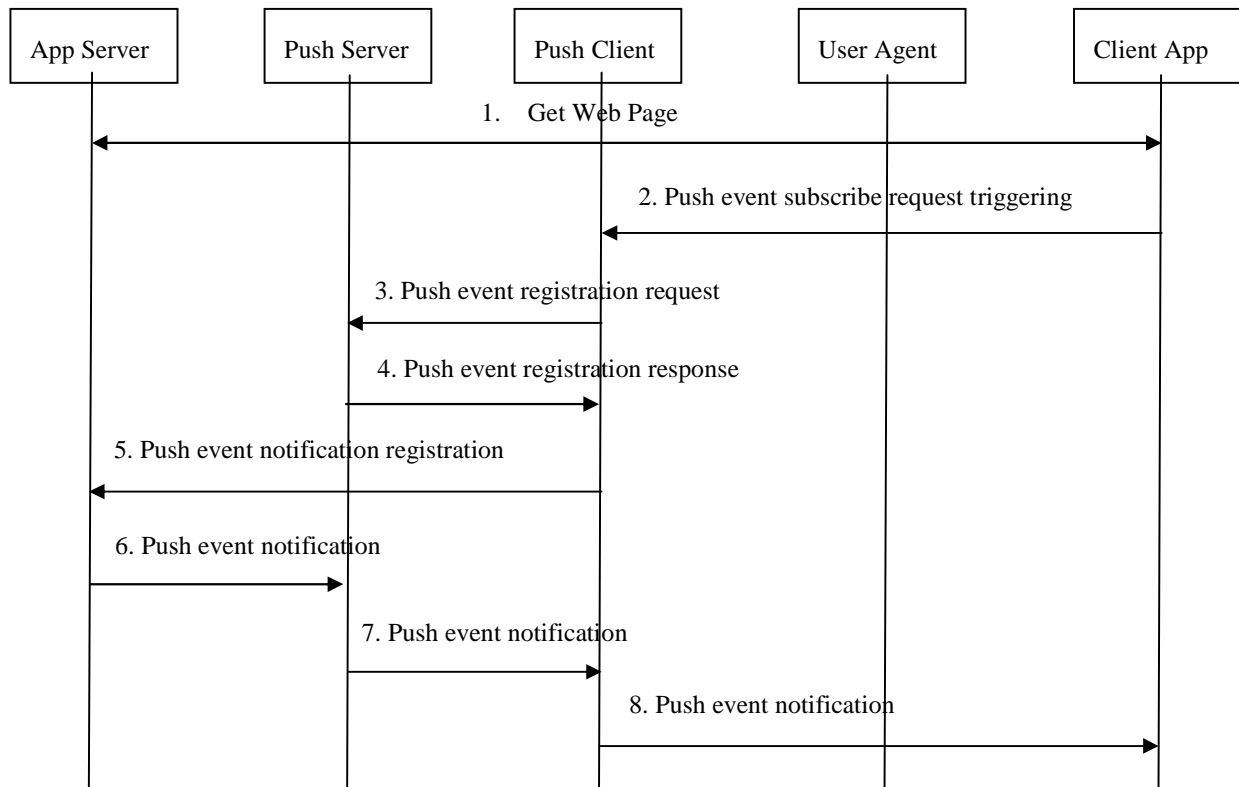 App Server
Push Server
Push Client
User Agent
Client App
1. Get Web Page
2. Push event subscribe request triggering
3. Push event registration request
4. Push event registration response
5. Push event notification registration
6. Push event notification
7. Push event notification
8. Push event notification